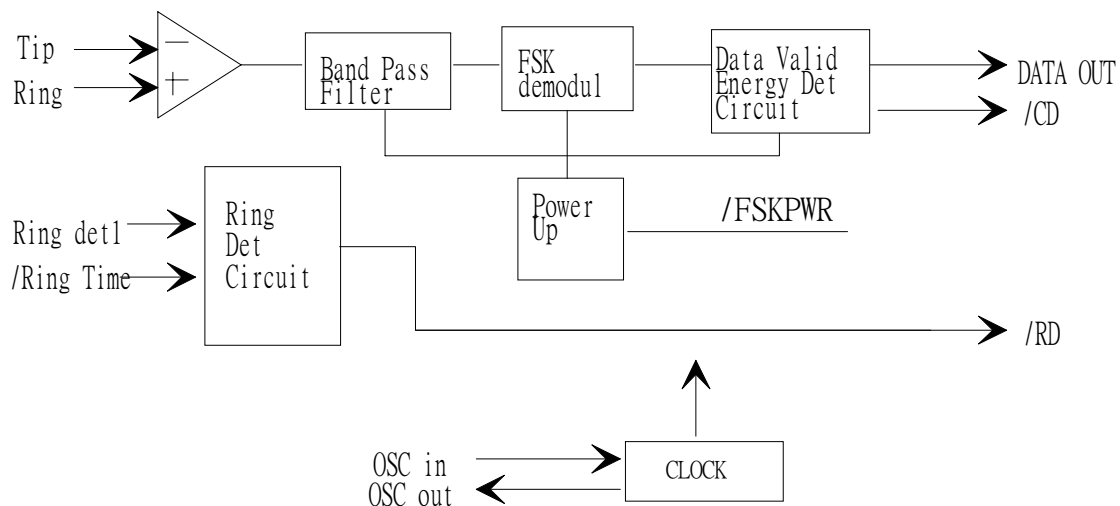 Tip
Ring
−
+
Band Pass
Filter
FSK
demodul
Data Valid
Energy Det
Circuit
DATA OUT
/CD
Ring det1
/Ring Time
Ring
Det
Circuit
Power
Up
/FSKPWR
/RD
OSC in
OSC out
CLOCK